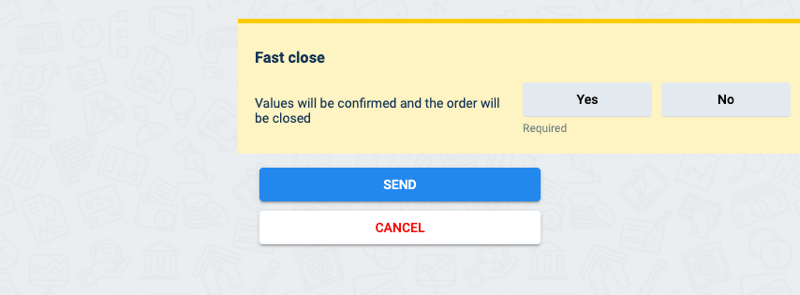 Fast close
Values will be confirmed and the order will
be closed
Yes
No
Required
SEND
CANCEL